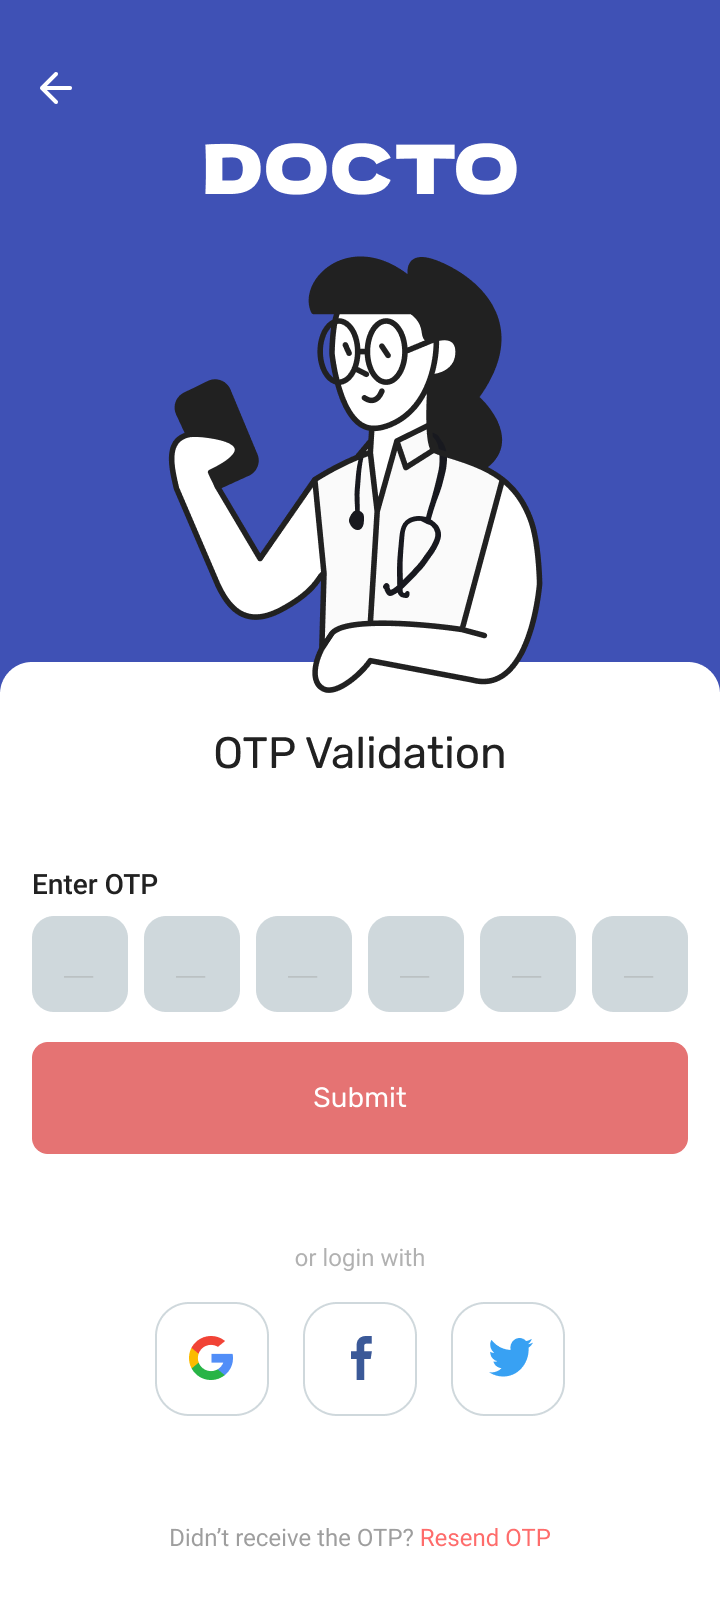 DOCTO
OTP Validation
Enter OTP
Submit
or login with
Didn’t receive the OTP? Resend OTP